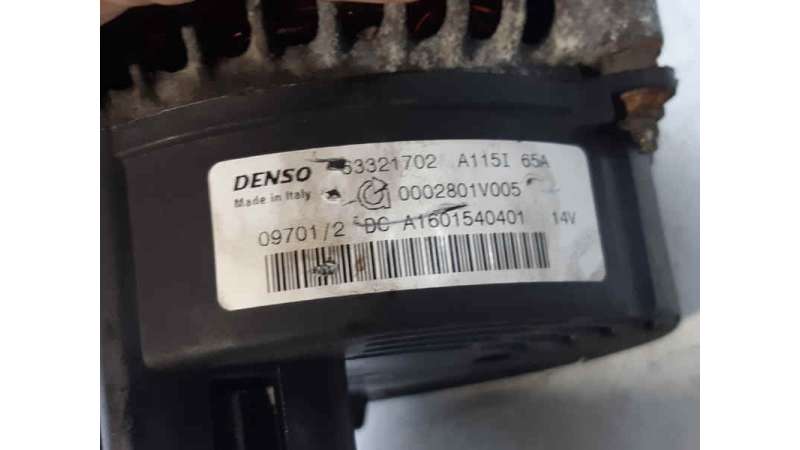 DENSO 63321702 A115I 65A
Made in Italy 0002801V005
09701/2 DC A1601540401 14V